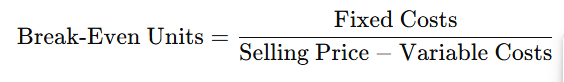 Break-Even Units = Fixed Costs / Selling Price − Variable Costs